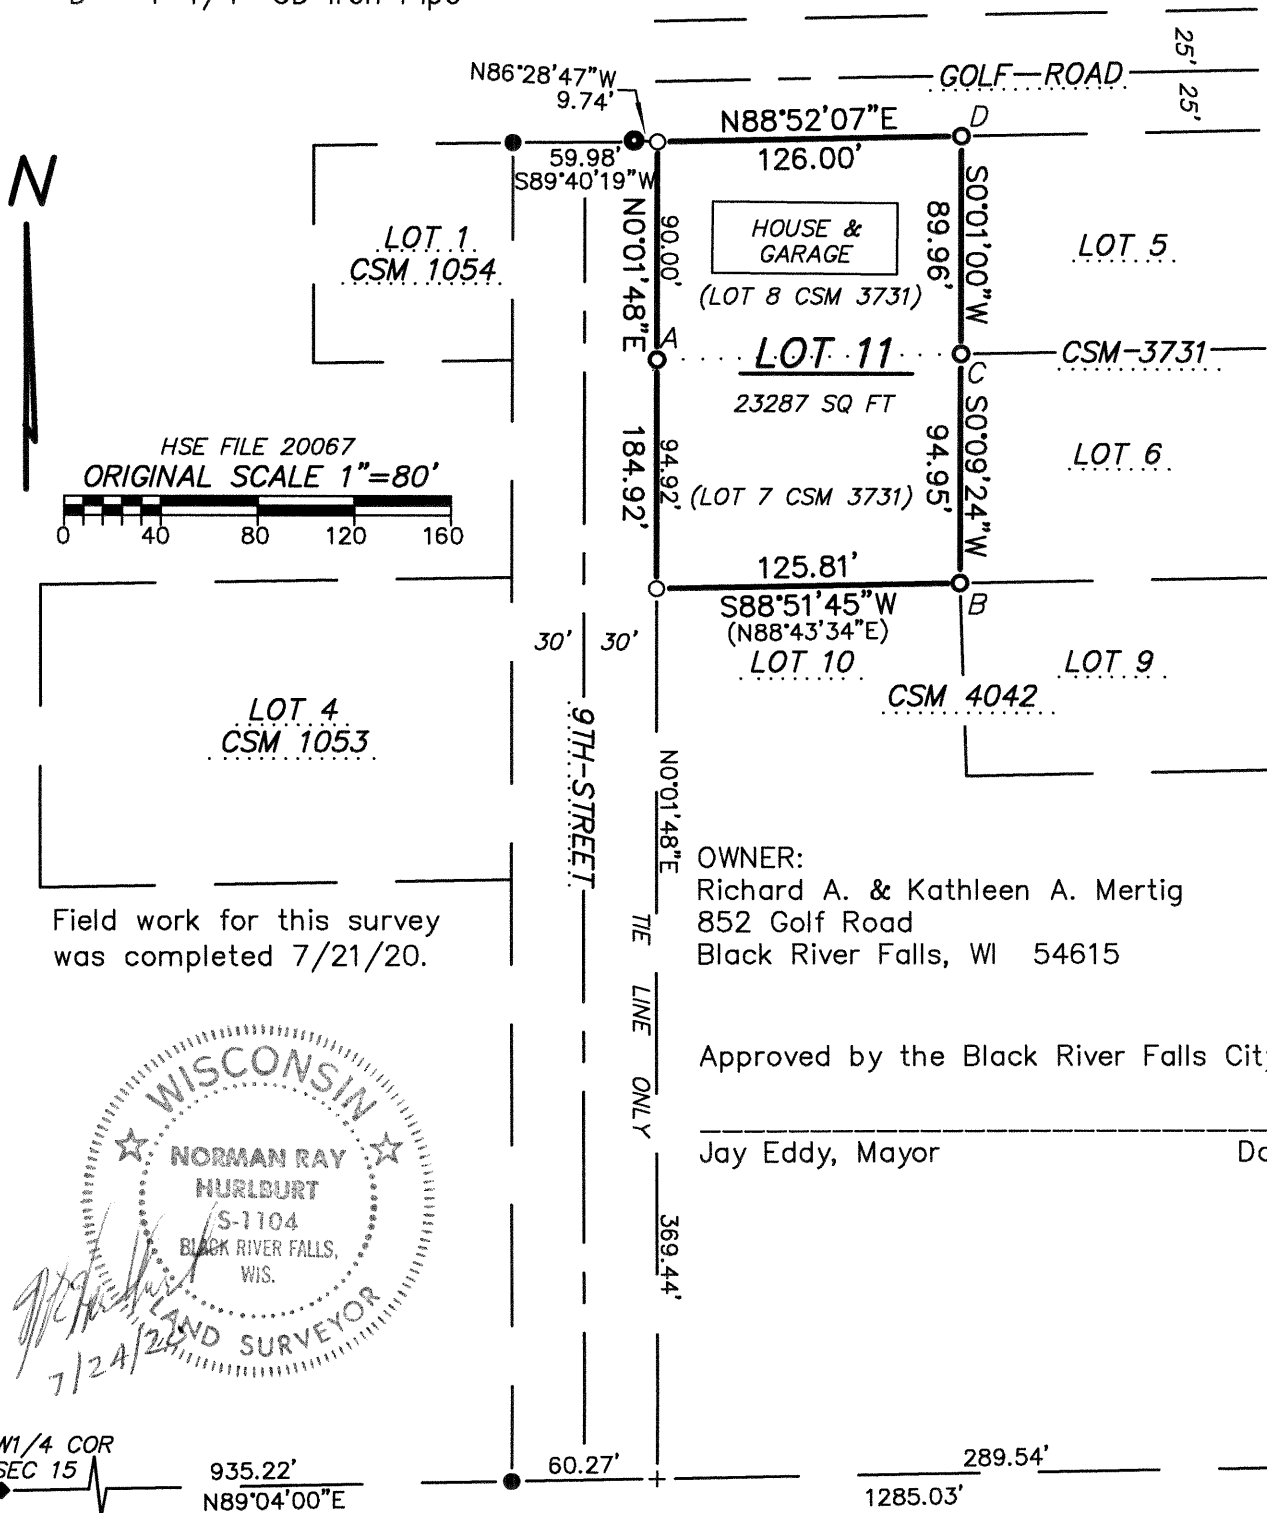 25'
N86°28'47"W
9.74'
GOLF ROAD
25'
N88°52'07"E
D
126.00'
59.98'
S89°40'19"W
N
LOT 1
CSM 1054
N0°01'48"E
90.00'
HOUSE &
GARAGE
(LOT 8 CSM 3731)
89.96'
S0°01'00"W
LOT 5
A
LOT 11
C
CSM-3731
23287 SQ FT
HSE FILE 20067
ORIGINAL SCALE 1"=80'
0 40 80 120 160
184.92'
94.92'
(LOT 7 CSM 3731)
94.95'
S0°09'24"W
LOT 6
125.81'
S88°51'45"W
(N88°43'34"E)
B
30' 30'
LOT 10
LOT 9
CSM 4042
LOT 4
CSM 1053
9TH-STREET
N0°01'48"E
OWNER:
Richard A. & Kathleen A. Mertig
852 Golf Road
Black River Falls, WI 54615
Field work for this survey
was completed 7/21/20.
TIE LINE ONLY
Approved by the Black River Falls
Jay Eddy, Mayor
WISCONSIN
NORMAN RAY
HURLBURT
S-1104
BLACK RIVER FALLS,
WIS.
LAND SURVEYOR
7/24/20
369.44'
W1/4 COR
SEC 15
935.22'
N89°04'00"E
60.27'
289.54'
1285.03'